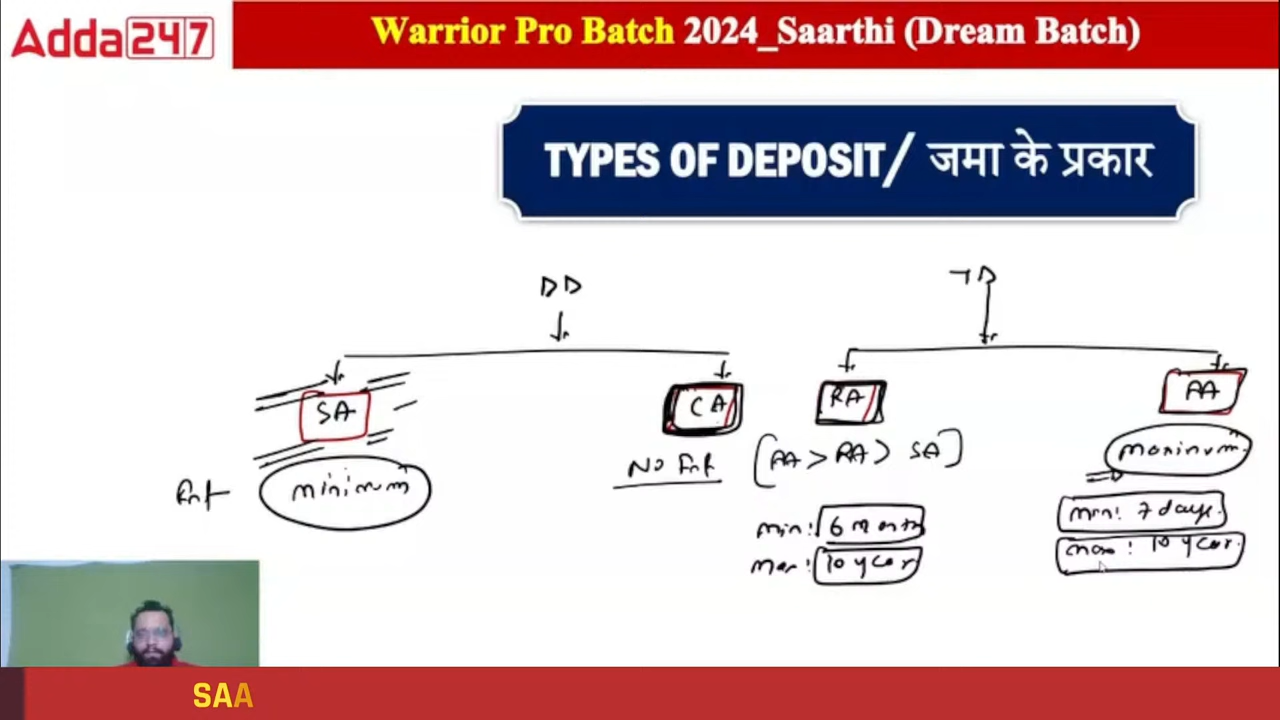 Adda247
Warrior Pro Batch 2024_Saarthi (Dream Batch)
TYPES OF DEPOSIT/ जमा के प्रकार
DD
TD
SA
CA
RA
FA
Int minimum
No Int
[FA > RA > SA]
maximum
min: 6 month
max: 10 year
min: 7 days.
max: 10 year.
SAA